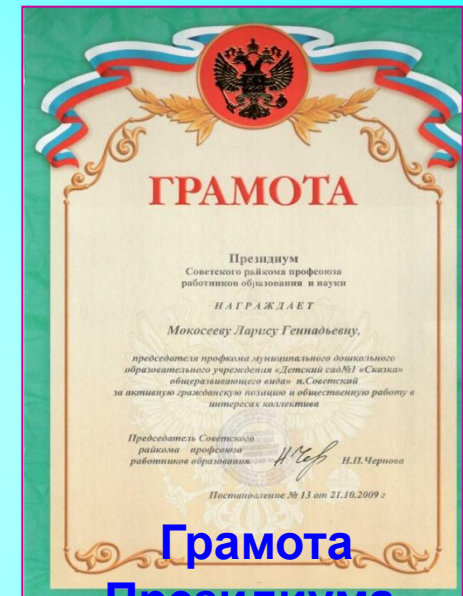 ГРАМОТА
Президиум
Советского райкома профсоюза
работников образования и науки
НАГРАЖДАЕТ
Мокосееву Ларису Геннадьевну,
председателя профкома муниципального дошкольного
образовательного учреждения «Детский сад№1 «Сказка»
общеразвивающего вида» п.Советский
за активную гражданскую позицию и общественную работу в
интересах коллектива
Председатель Советского
райкома профсоюза
работников образования
Н.П.Чернова
Постановление № 13 от 21.10.2009 г
Грамота
Президиума